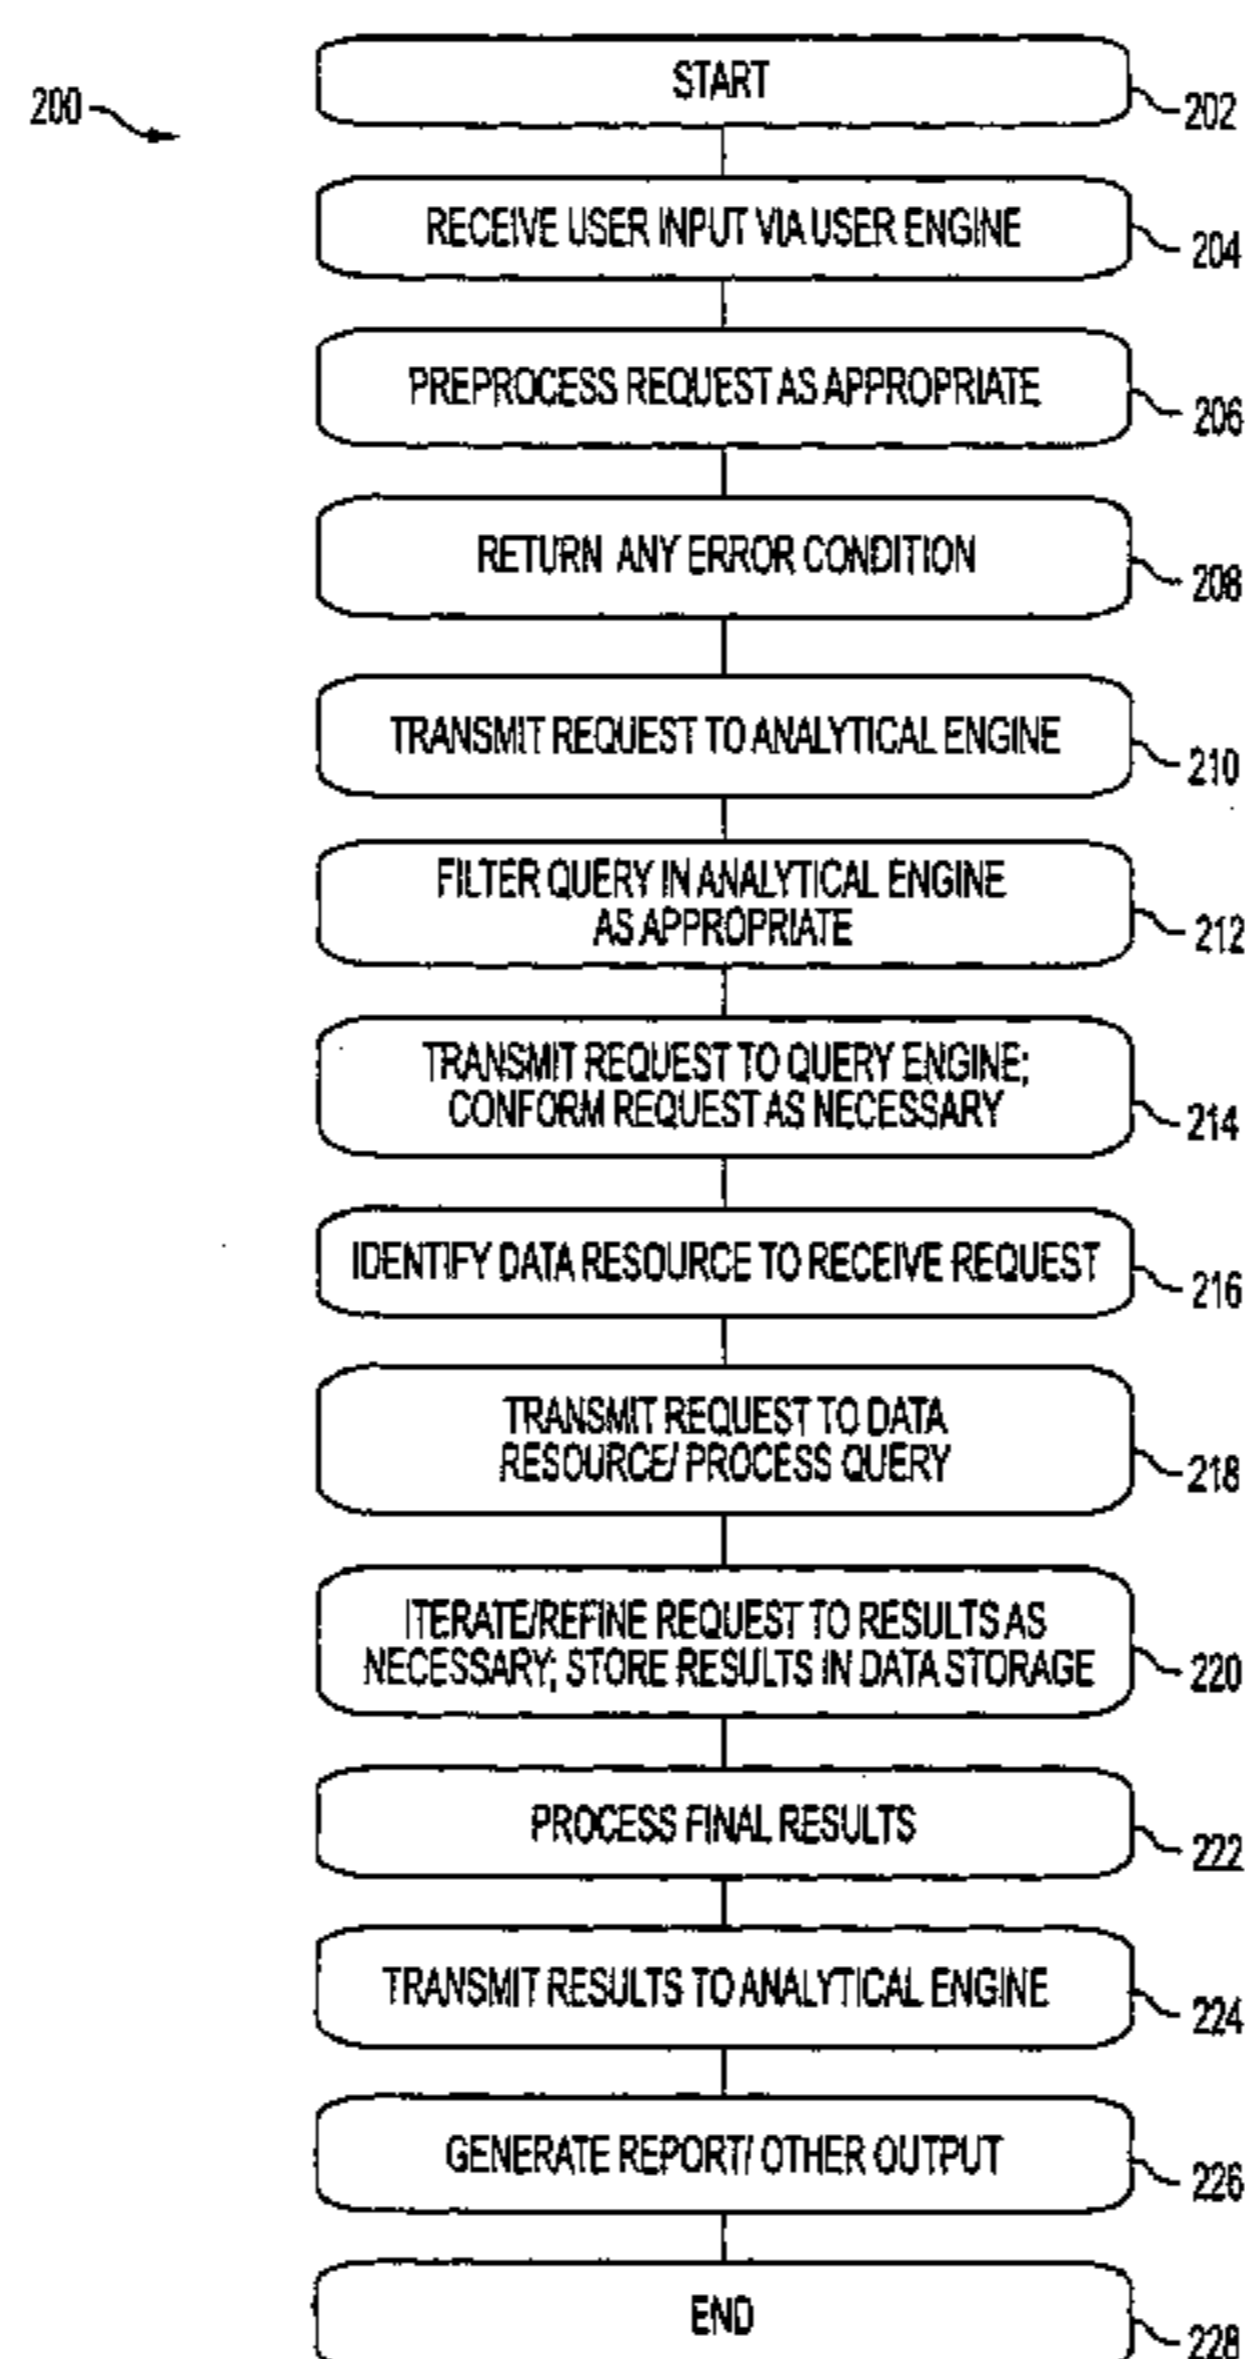 200
START
202
RECEIVE USER INPUT VIA USER ENGINE
204
PREPROCESS REQUEST AS APPROPRIATE
206
RETURN ANY ERROR CONDITION
208
TRANSMIT REQUEST TO ANALYTICAL ENGINE
210
FILTER QUERY IN ANALYTICAL ENGINE
AS APPROPRIATE
212
TRANSMIT REQUEST TO QUERY ENGINE;
CONFORM REQUEST AS NECESSARY
214
IDENTIFY DATA RESOURCE TO RECEIVE REQUEST
216
TRANSMIT REQUEST TO DATA
RESOURCE/ PROCESS QUERY
218
ITERATE/REFINE REQUEST TO RESULTS AS
NECESSARY; STORE RESULTS IN DATA STORAGE
220
PROCESS FINAL RESULTS
222
TRANSMIT RESULTS TO ANALYTICAL ENGINE
224
GENERATE REPORT/ OTHER OUTPUT
226
END
228